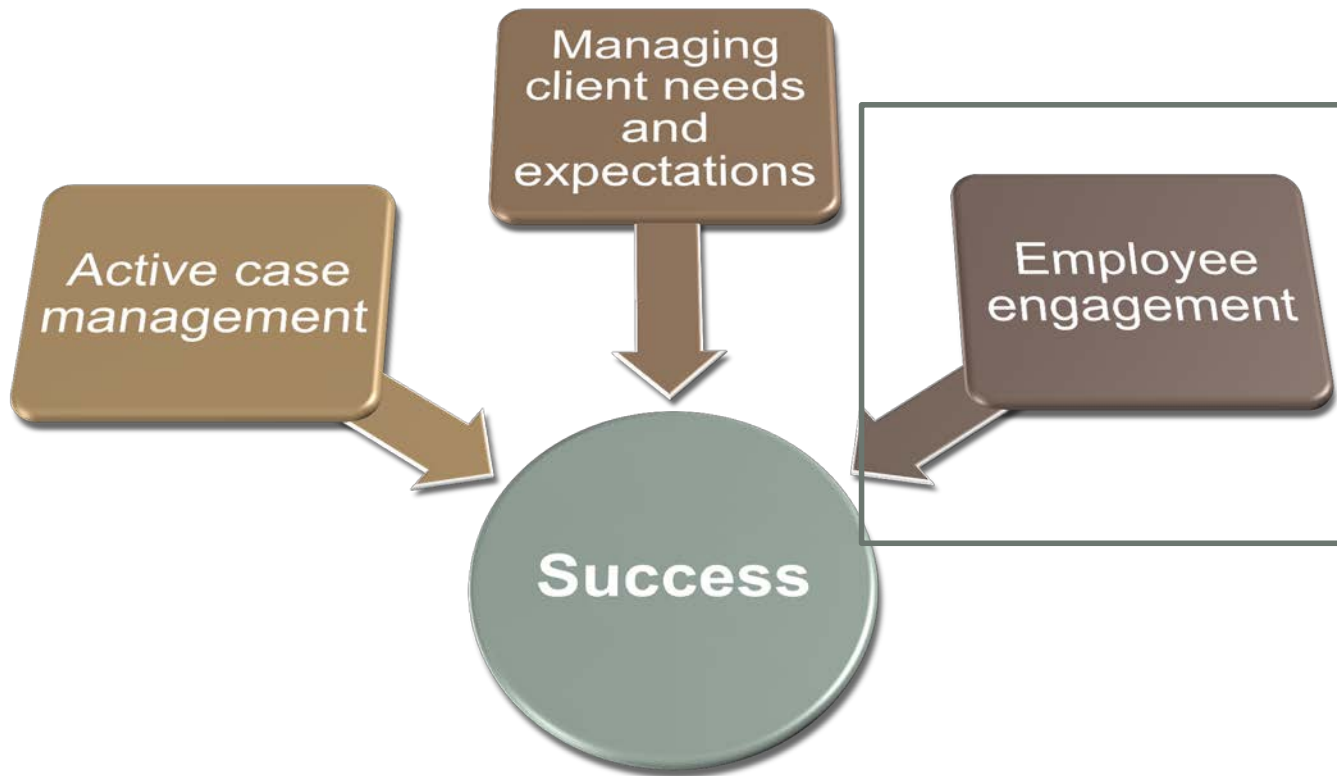 Managing
client needs
and
expectations
Active case
management
Employee
engagement
Success